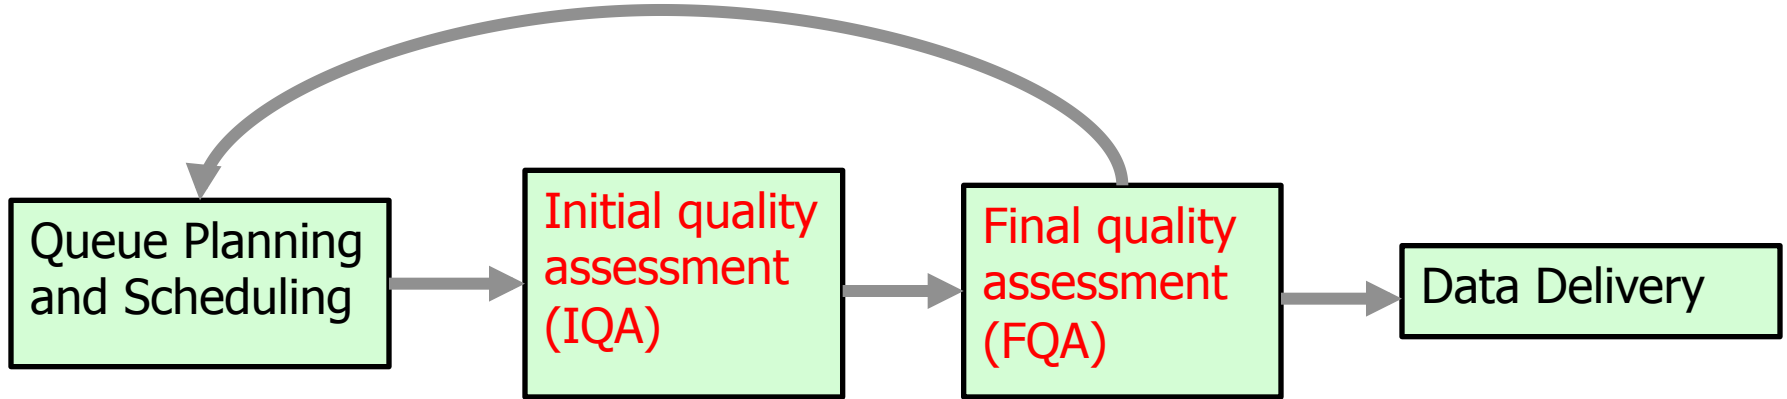 Queue Planning
and Scheduling
Initial quality
assessment
(IQA)
Final quality
assessment
(FQA)
Data Delivery